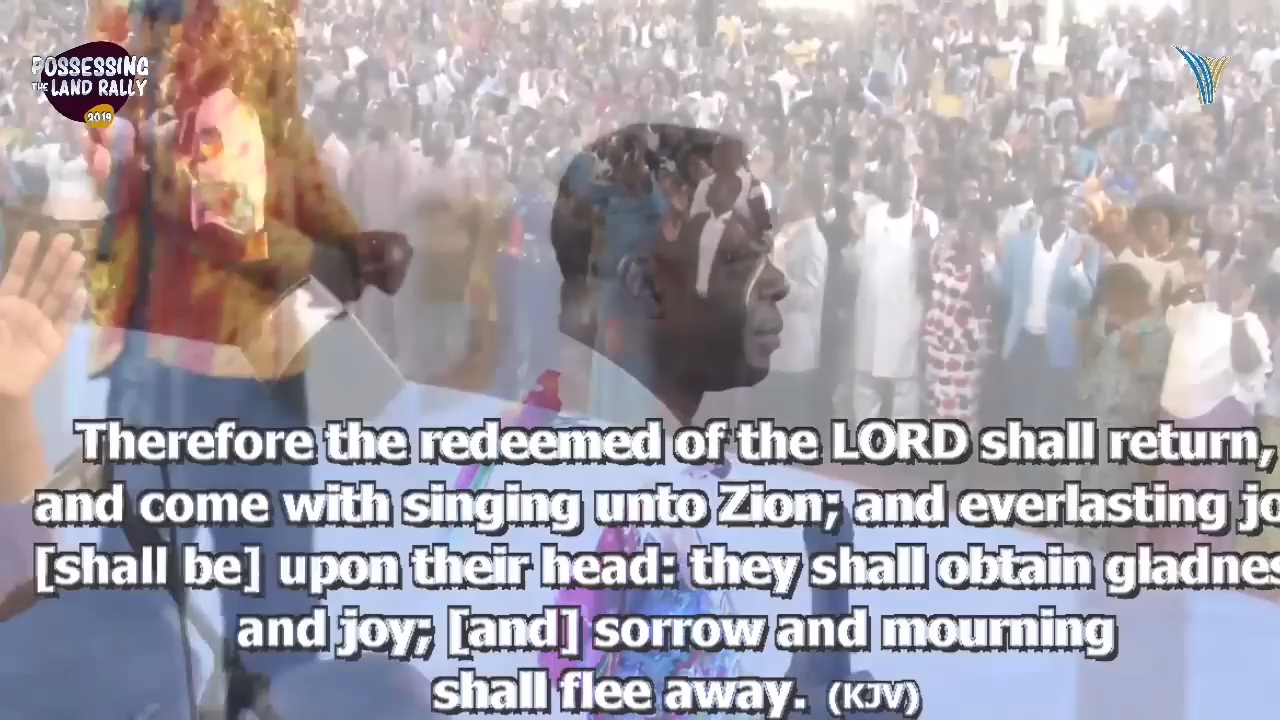 POSSESSING
THE LAND RALLY
2019
Therefore the redeemed of the LORD shall return,
and come with singing unto Zion; and everlasting jo
[shall be] upon their head: they shall obtain gladnes
and joy; [and] sorrow and mourning
shall flee away. (KJV)